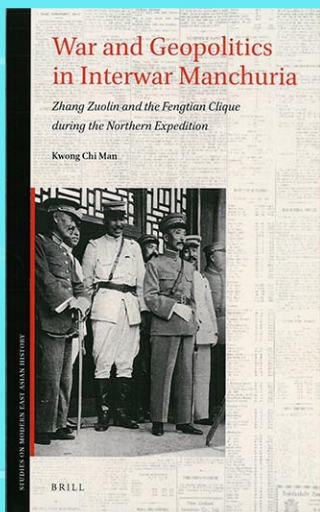 War and Geopolitics
in Interwar Manchuria
Zhang Zuolin and the Fengtian Clique
during the Northern Expedition
Kwong Chi Man
STUDIES ON MODERN EAST ASIAN HISTORY
BRILL